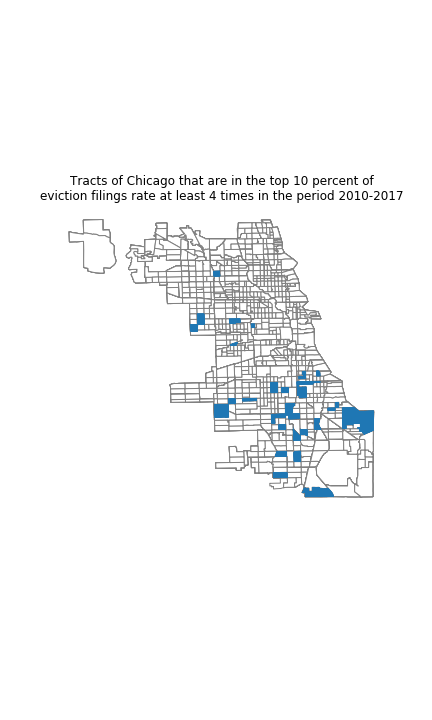 Tracts of Chicago that are in the top 10 percent of
eviction filings rate at least 4 times in the period 2010-2017